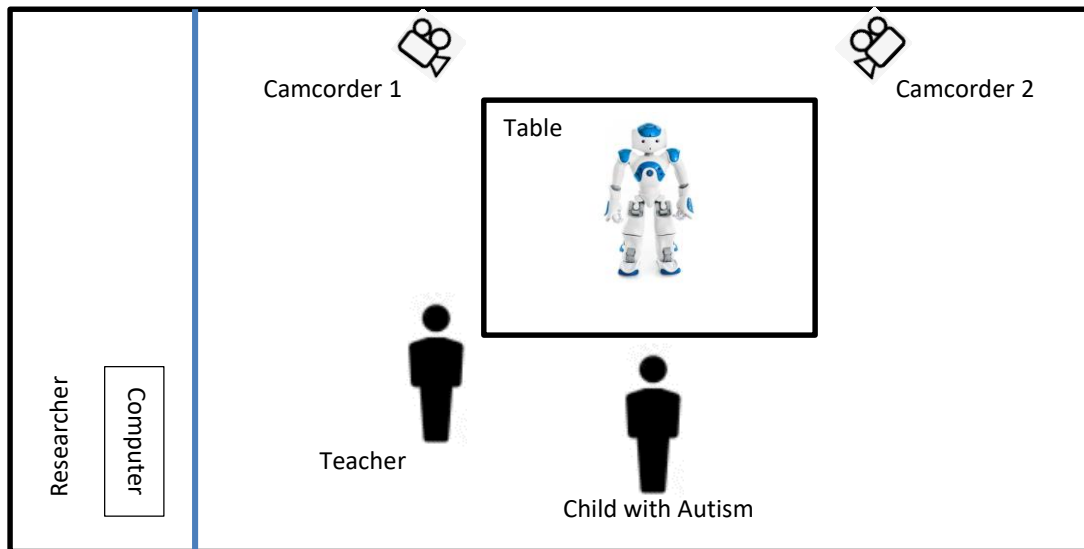 Camcorder 1
Camcorder 2
Table
Teacher
Child with Autism
Researcher
Computer